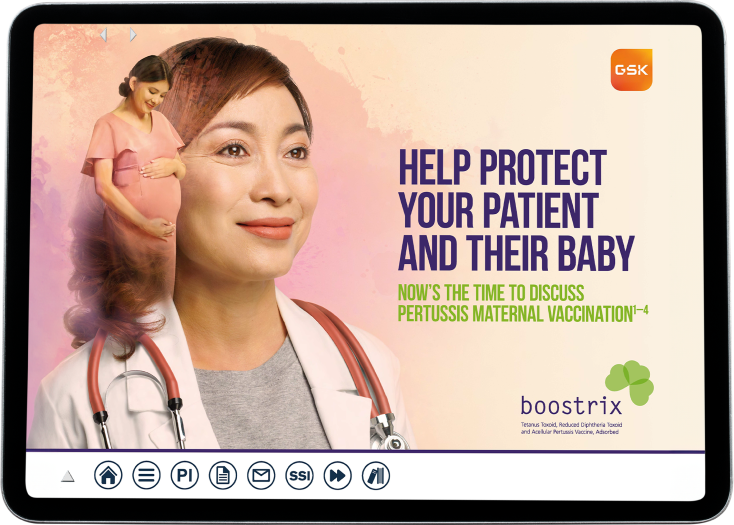 GSK
HELP PROTECT
YOUR PATIENT
AND THEIR BABY
NOW'S THE TIME TO DISCUSS
PERTUSSIS MATERNAL VACCINATION¹⁻⁴
boostrix
Tetanus Toxoid, Reduced Diphtheria Toxoid
and Acellular Pertussis Vaccine, Adsorbed
PI
SSI